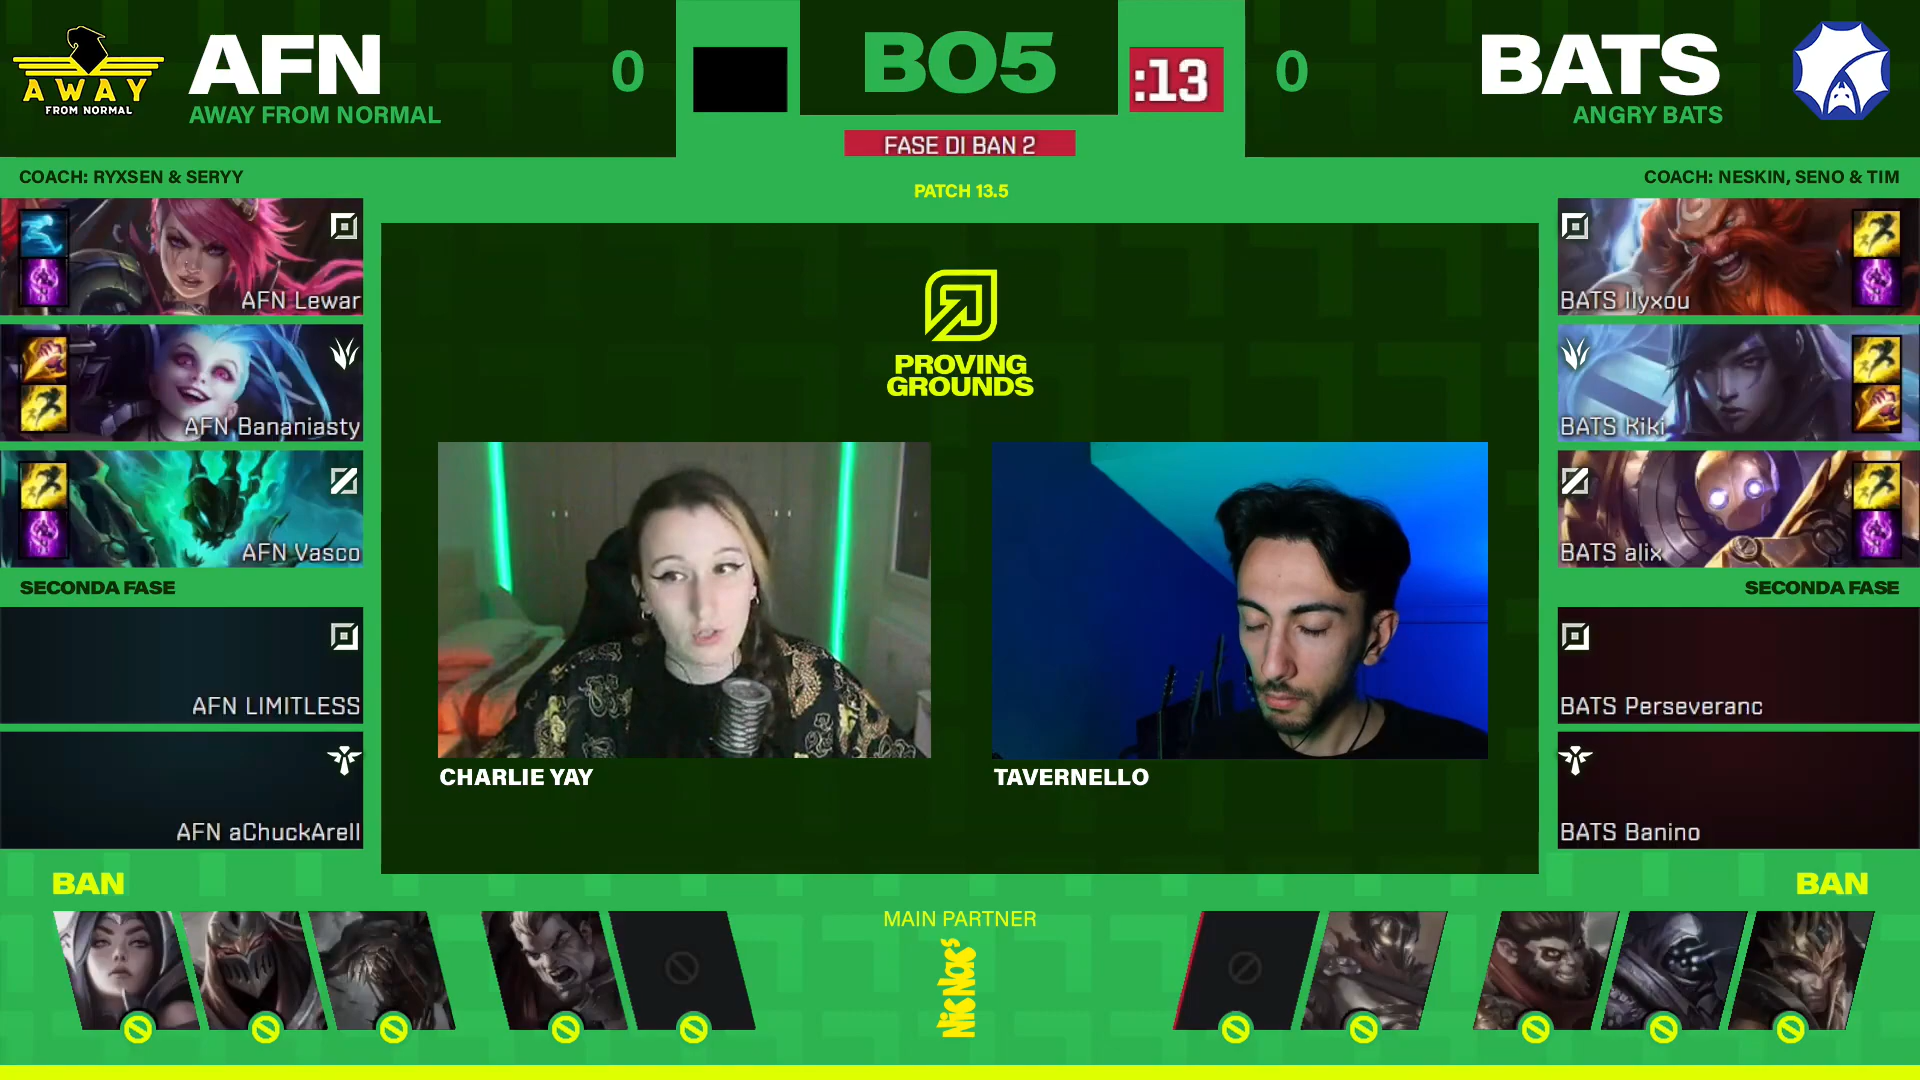 AWAY
FROM NORMAL
AFN
AWAY FROM NORMAL
0
BO5
:13
0
BATS
ANGRY BATS
FASE DI BAN 2
COACH: RYXSEN & SERYY
PATCH 13.5
COACH: NESKIN, SENO & TIM
AFN Lewar
BATS Ilyxou
AFN Bananiasty
BATS Kiki
AFN Vasco
BATS alix
PROVING
GROUNDS
SECONDA FASE
SECONDA FASE
AFN LIMITLESS
BATS Perseveranc
CHARLIE YAY
TAVERNELLO
AFN aChuckArell
BATS Banino
BAN
BAN
MAIN PARTNER
NicNac's